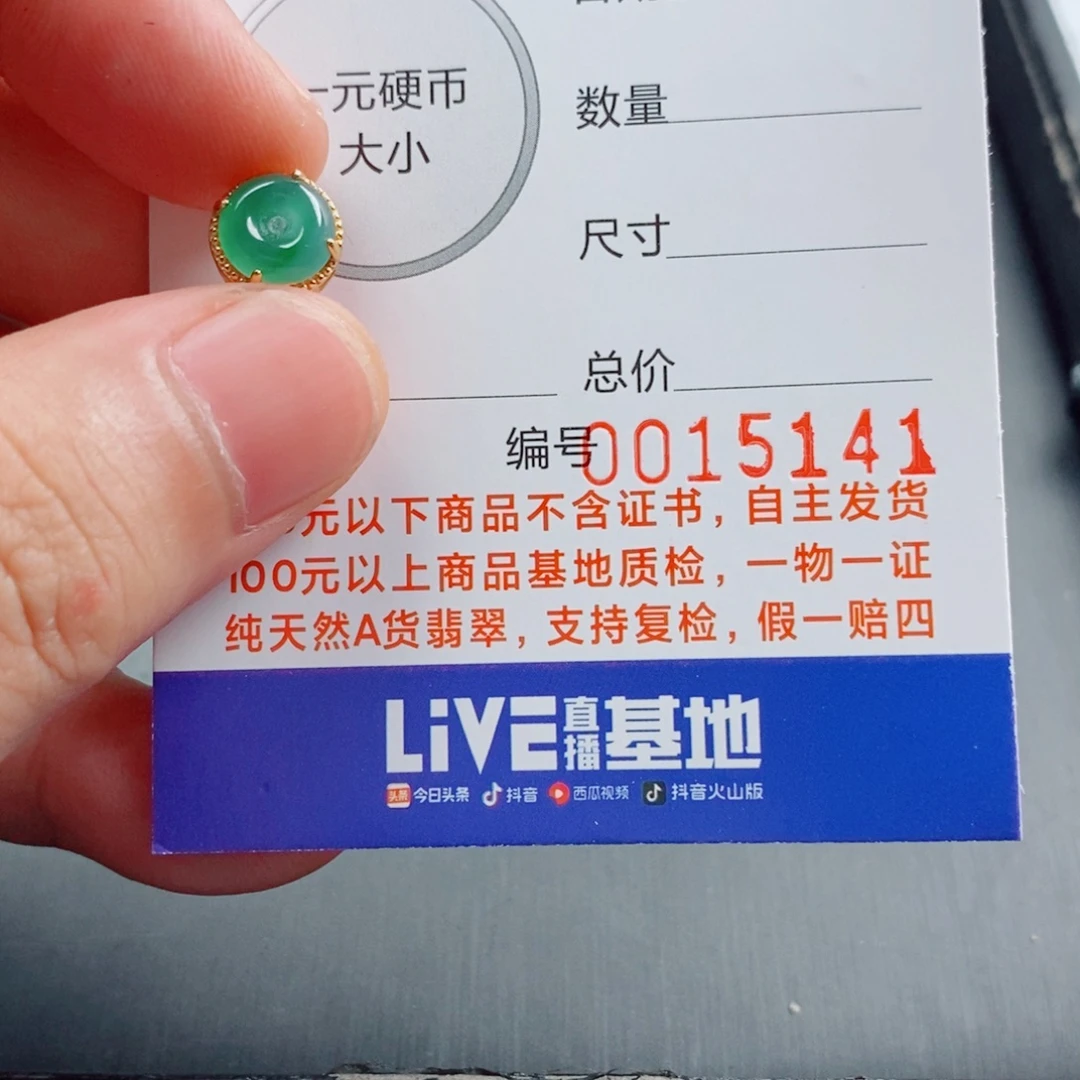 一元硬币
大小
数量
尺寸
总价
编号0015141
元以下商品不含证书，自主发货
100元以上商品基地质检，一物一证
纯天然A货翡翠，支持复检，假一赔四
LiVE直播基地
头条 今日头条 抖音 西瓜视频 抖音火山版